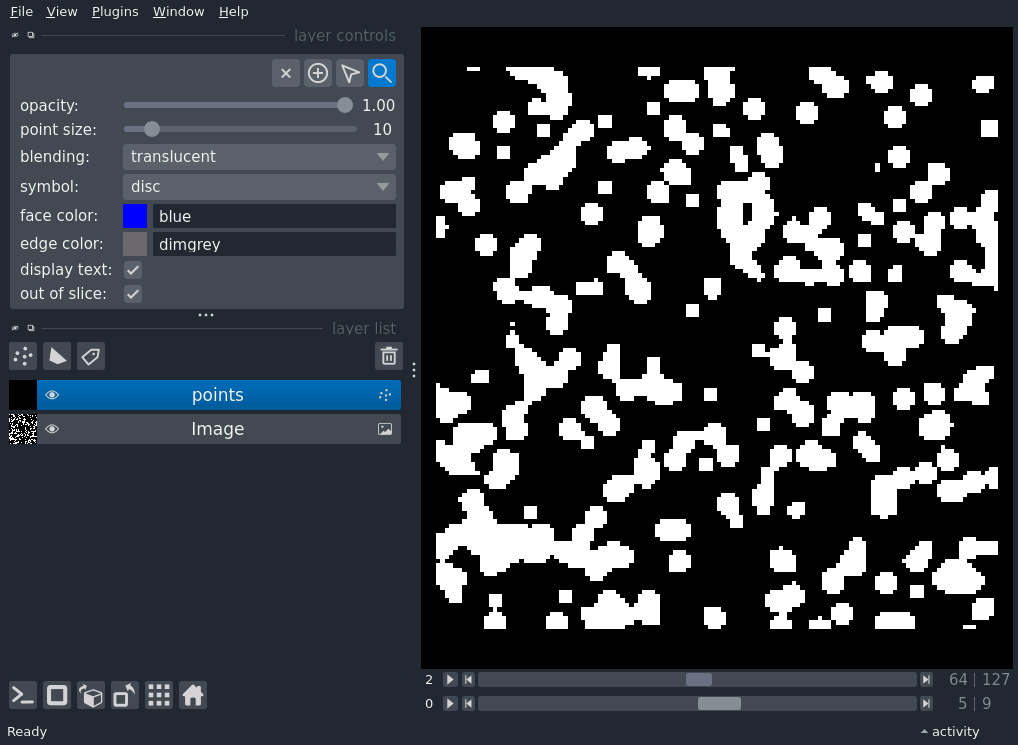 File View Plugins Window Help
layer controls
opacity: 1.00
point size: 10
blending: translucent
symbol: disc
face color: blue
edge color: dimgrey
display text:
out of slice:
layer list
points
Image
2 64 | 127
0 5 | 9
Ready activity